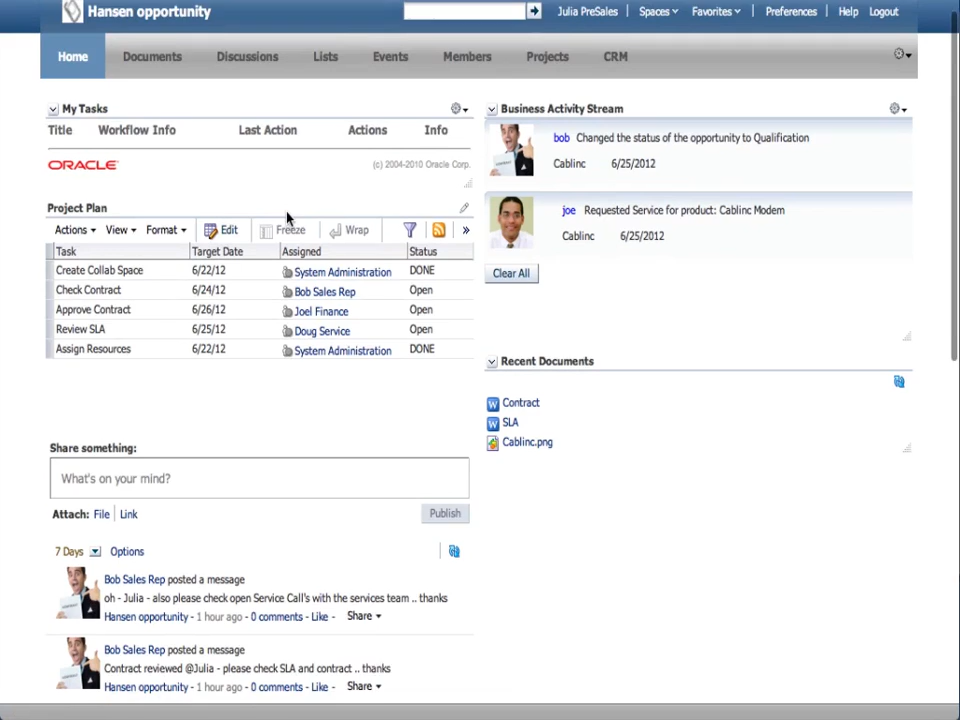 Hansen opportunity
Julia PreSales Spaces Favorites Preferences Help Logout
Home Documents Discussions Lists Events Members Projects CRM
My Tasks
Title Workflow Info Last Action Actions Info
ORACLE (c) 2004-2010 Oracle Corp.
Project Plan
Actions View Format Edit Freeze Wrap »
Task Target Date Assigned Status
Create Collab Space 6/22/12 System Administration DONE
Check Contract 6/24/12 Bob Sales Rep Open
Approve Contract 6/26/12 Joel Finance Open
Review SLA 6/25/12 Doug Service Open
Assign Resources 6/22/12 System Administration DONE
Share something:
What's on your mind?
Attach: File Link Publish
7 Days Options
Bob Sales Rep posted a message
oh - Julia - also please check open Service Call's with the services team .. thanks
Hansen opportunity - 1 hour ago - 0 comments - Like - Share
Bob Sales Rep posted a message
Contract reviewed @Julia - please check SLA and contract .. thanks
Hansen opportunity - 1 hour ago - 0 comments - Like - Share
Business Activity Stream
bob Changed the status of the opportunity to Qualification
Cablinc 6/25/2012
joe Requested Service for product: Cablinc Modem
Cablinc 6/25/2012
Clear All
Recent Documents
Contract
SLA
Cablinc.png